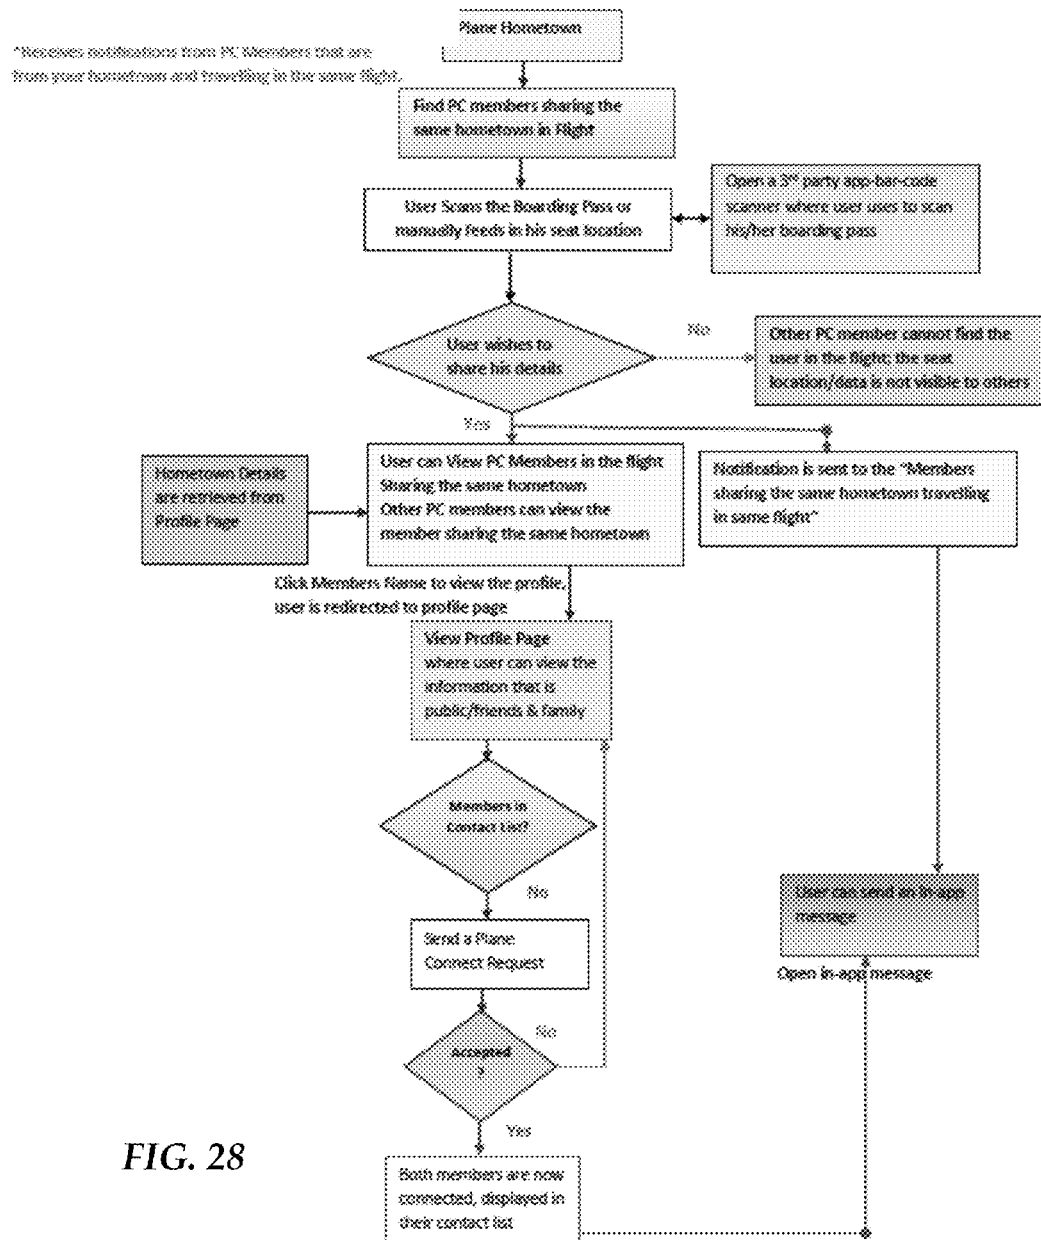 Plane Hometown
*Receives notifications from PC Members that are
from your hometown and travelling in the same flight.
Find PC members sharing the
same hometown in Flight
User Scans the Boarding Pass or
manually feeds in his seat location
Open a 3rd party app-bar-code
scanner where user uses to scan
his/her boarding pass
User wishes to
share his details
No
Other PC member cannot find the
user in the flight; the seat
location/data is not visible to others
Yes
Hometown Details
are retrieved from
Profile Page
User can View PC Members in the flight
Sharing the same hometown
Other PC members can view the
member sharing the same hometown
Notification is sent to the "Members
sharing the same hometown travelling
in same flight"
Click Members Name to view the profile,
user is redirected to profile page
View Profile Page
where user can view the
information that is
public/friends & family
Members in
Contact List?
No
Send a Plane
Connect Request
User can send an in-app
message
Open in-app message
No
Accepted
?
Yes
Both members are now
connected, displayed in
their contact list
FIG. 28